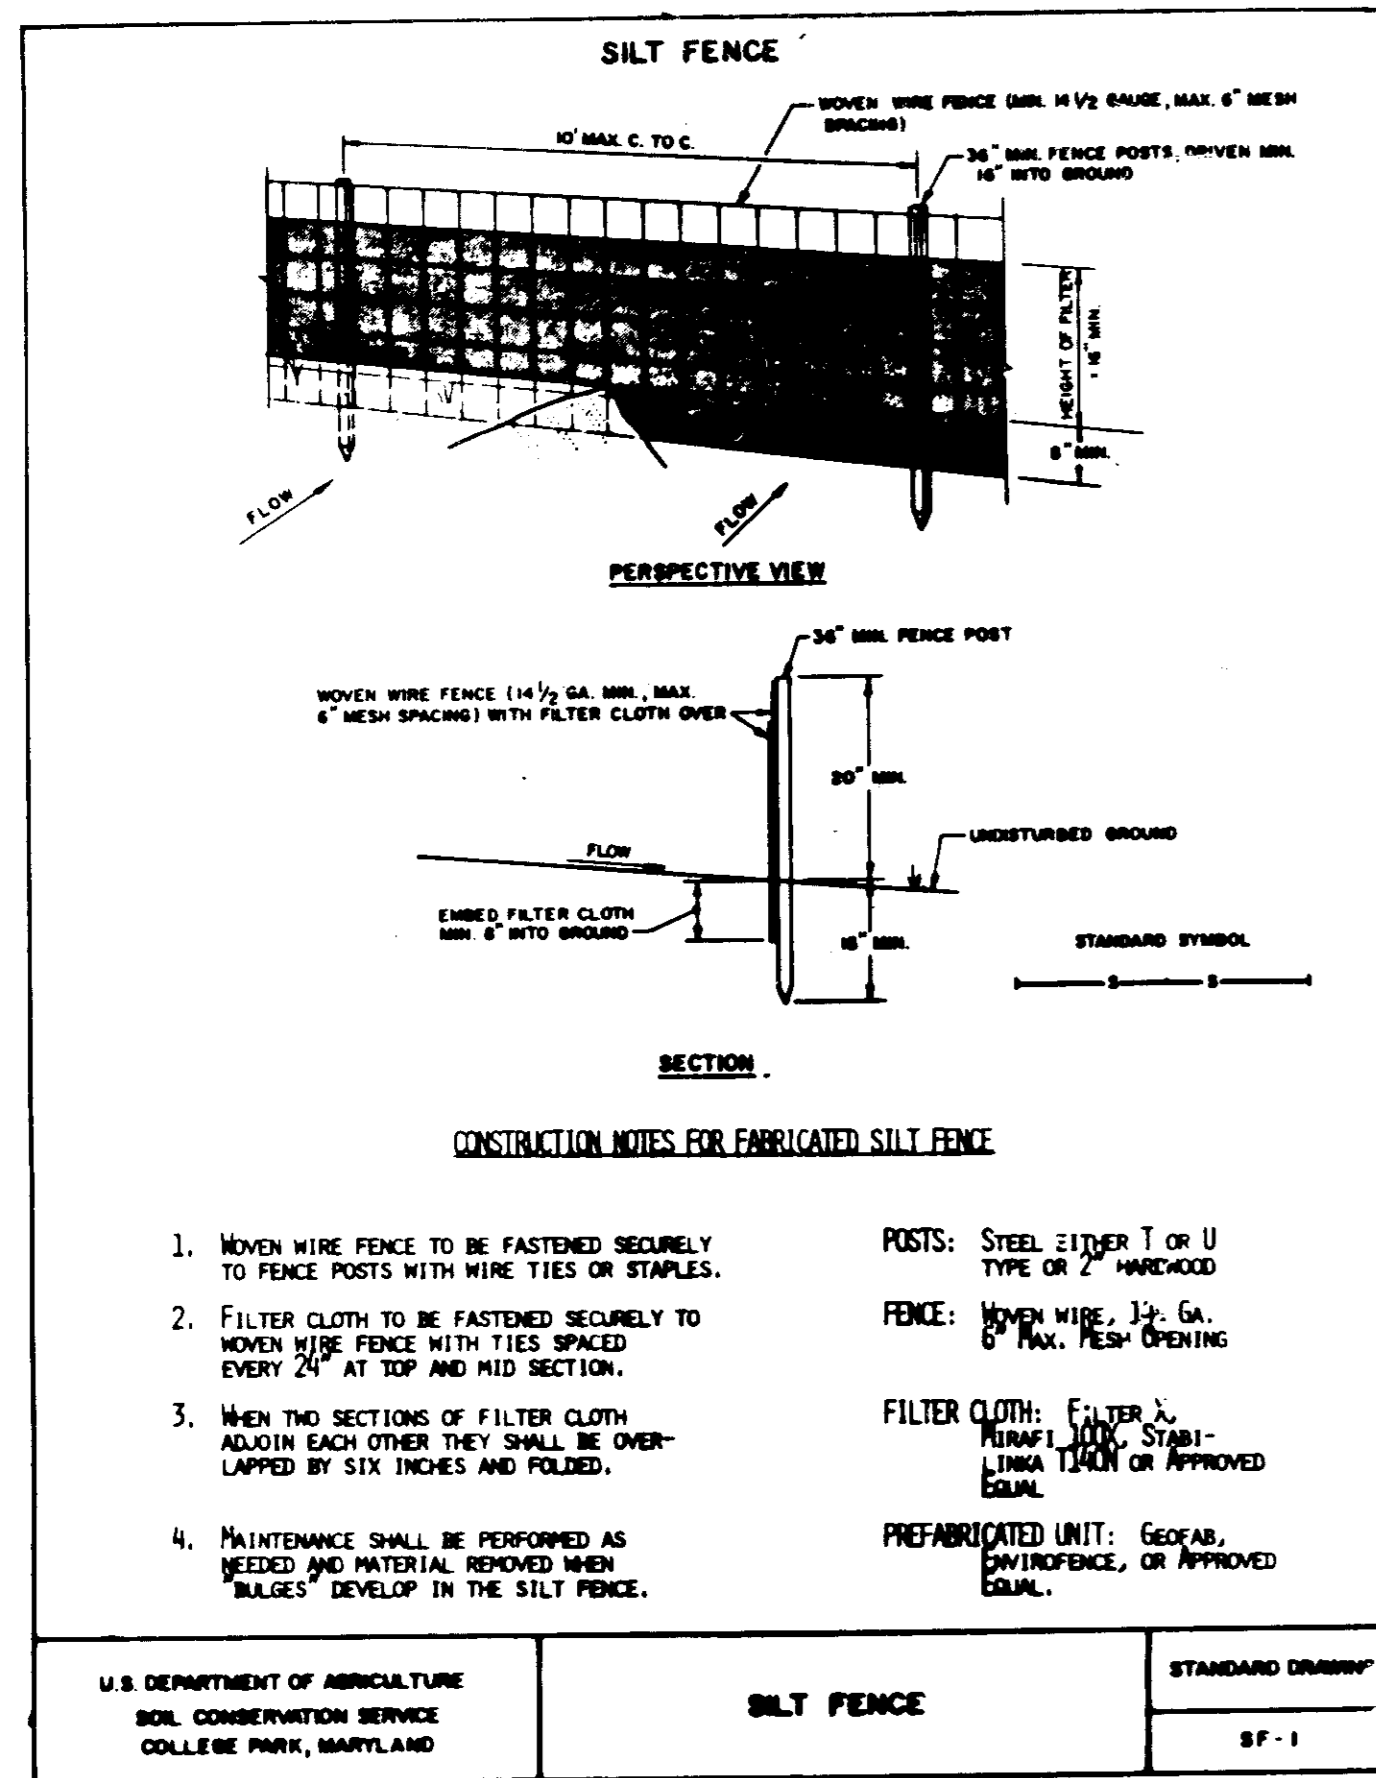 SILT FENCE
WOVEN WIRE FENCE (MIN. 14 1/2 GAUGE, MAX. 6" MESH
SPACING)
10' MAX. C. TO C.
36" MIN. FENCE POSTS, DRIVEN MIN.
16" INTO GROUND
HEIGHT OF FILTER
16" MIN.
8" MIN.
FLOW
FLOW
PERSPECTIVE VIEW
36" MIN. FENCE POST
WOVEN WIRE FENCE (14 1/2 GA. MIN., MAX.
6" MESH SPACING) WITH FILTER CLOTH OVER
20" MIN.
UNDISTURBED GROUND
FLOW
EMBED FILTER CLOTH
MIN. 8" INTO GROUND
16" MIN.
STANDARD SYMBOL
S S
SECTION
CONSTRUCTION NOTES FOR FABRICATED SILT FENCE
1. WOVEN WIRE FENCE TO BE FASTENED SECURELY
TO FENCE POSTS WITH WIRE TIES OR STAPLES.
2. FILTER CLOTH TO BE FASTENED SECURELY TO
WOVEN WIRE FENCE WITH TIES SPACED
EVERY 24" AT TOP AND MID SECTION.
3. WHEN TWO SECTIONS OF FILTER CLOTH
ADJOIN EACH OTHER THEY SHALL BE OVER-
LAPPED BY SIX INCHES AND FOLDED.
4. MAINTENANCE SHALL BE PERFORMED AS
NEEDED AND MATERIAL REMOVED WHEN
"BULGES" DEVELOP IN THE SILT FENCE.
POSTS: STEEL EITHER T OR U
TYPE OR 2" HARDWOOD
FENCE: WOVEN WIRE, GA.
6" MAX. MESH OPENING
FILTER CLOTH: FILTER X,
MIRAFI 100X, STABI-
LINKA T140N OR APPROVED
EQUAL
PREFABRICATED UNIT: GEOFAB,
ENVIROFENCE, OR APPROVED
EQUAL.
U.S. DEPARTMENT OF AGRICULTURE
SOIL CONSERVATION SERVICE
COLLEGE PARK, MARYLAND
SILT FENCE
STANDARD DRAWING
SF-1